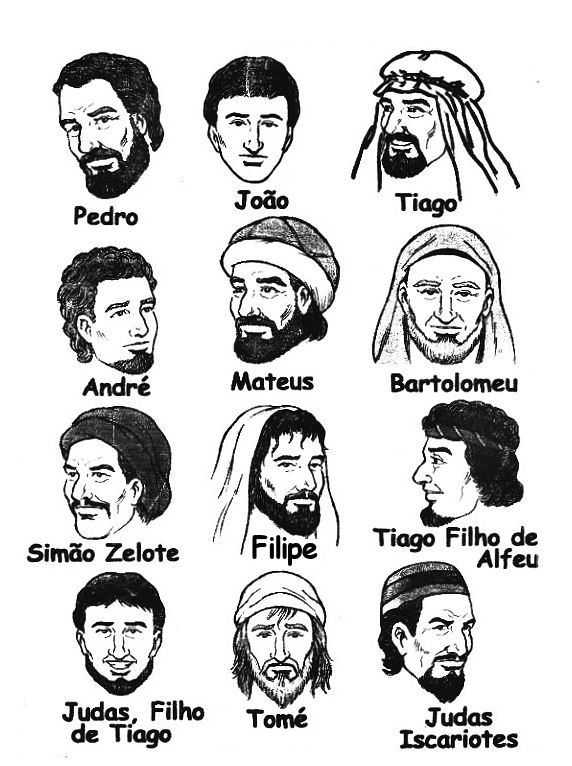 Pedro
João
Tiago
André
Mateus
Bartolomeu
Simão Zelote
Filipe
Tiago Filho de
Alfeu
Judas, Filho
de Tiago
Tomé
Judas
Iscariotes